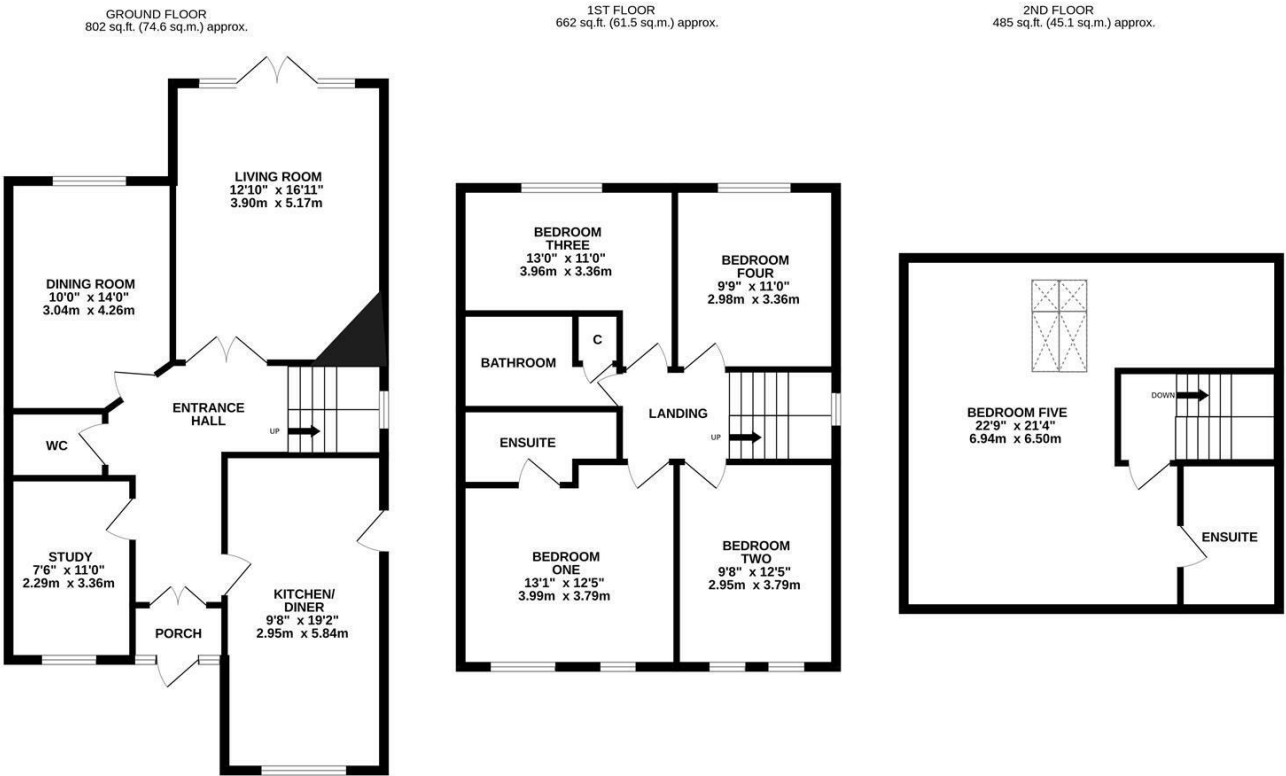 GROUND FLOOR
802 sq.ft. (74.6 sq.m.) approx.
LIVING ROOM
12'10" x 16'11"
3.90m x 5.17m
DINING ROOM
10'0" x 14'0"
3.04m x 4.26m
ENTRANCE
HALL
UP
WC
STUDY
7'6" x 11'0"
2.29m x 3.36m
KITCHEN/
DINER
9'8" x 19'2"
2.95m x 5.84m
PORCH
1ST FLOOR
662 sq.ft. (61.5 sq.m.) approx.
BEDROOM
THREE
13'0" x 11'0"
3.96m x 3.36m
BEDROOM
FOUR
9'9" x 11'0"
2.98m x 3.36m
C
BATHROOM
LANDING
UP
ENSUITE
BEDROOM
ONE
13'1" x 12'5"
3.99m x 3.79m
BEDROOM
TWO
9'8" x 12'5"
2.95m x 3.79m
2ND FLOOR
485 sq.ft. (45.1 sq.m.) approx.
DOWN
BEDROOM FIVE
22'9" x 21'4"
6.94m x 6.50m
ENSUITE